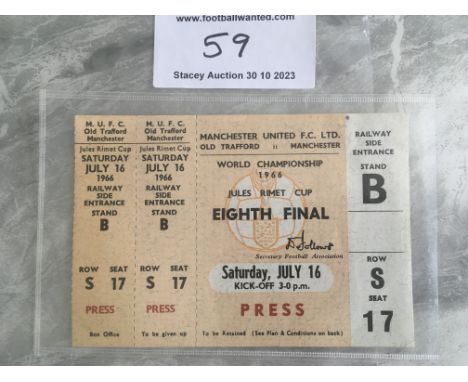 www.footballwanted.com
59
Stacey Auction 30 10 2023
M. U. F. C.
Old Trafford
Manchester
Jules Rimet Cup
SATURDAY
JULY 16
1966
RAILWAY
SIDE
ENTRANCE
STAND
B
ROW SEAT
S 17
PRESS
Box Office
M. U. F. C.
Old Trafford
Manchester
Jules Rimet Cup
SATURDAY
JULY 16
1966
RAILWAY
SIDE
ENTRANCE
STAND
B
ROW SEAT
S 17
PRESS
To be given up
MANCHESTER UNITED F.C. LTD.
OLD TRAFFORD :: MANCHESTER
WORLD CHAMPIONSHIP
1966
JULES RIMET CUP
EIGHTH FINAL
Secretary Football Association
Saturday, JULY 16
KICK-OFF 3-0 p.m.
PRESS
To be Retained (See Plan & Conditions on back)
RAILWAY
SIDE
ENTRANCE
STAND
B
ROW
S
SEAT
17